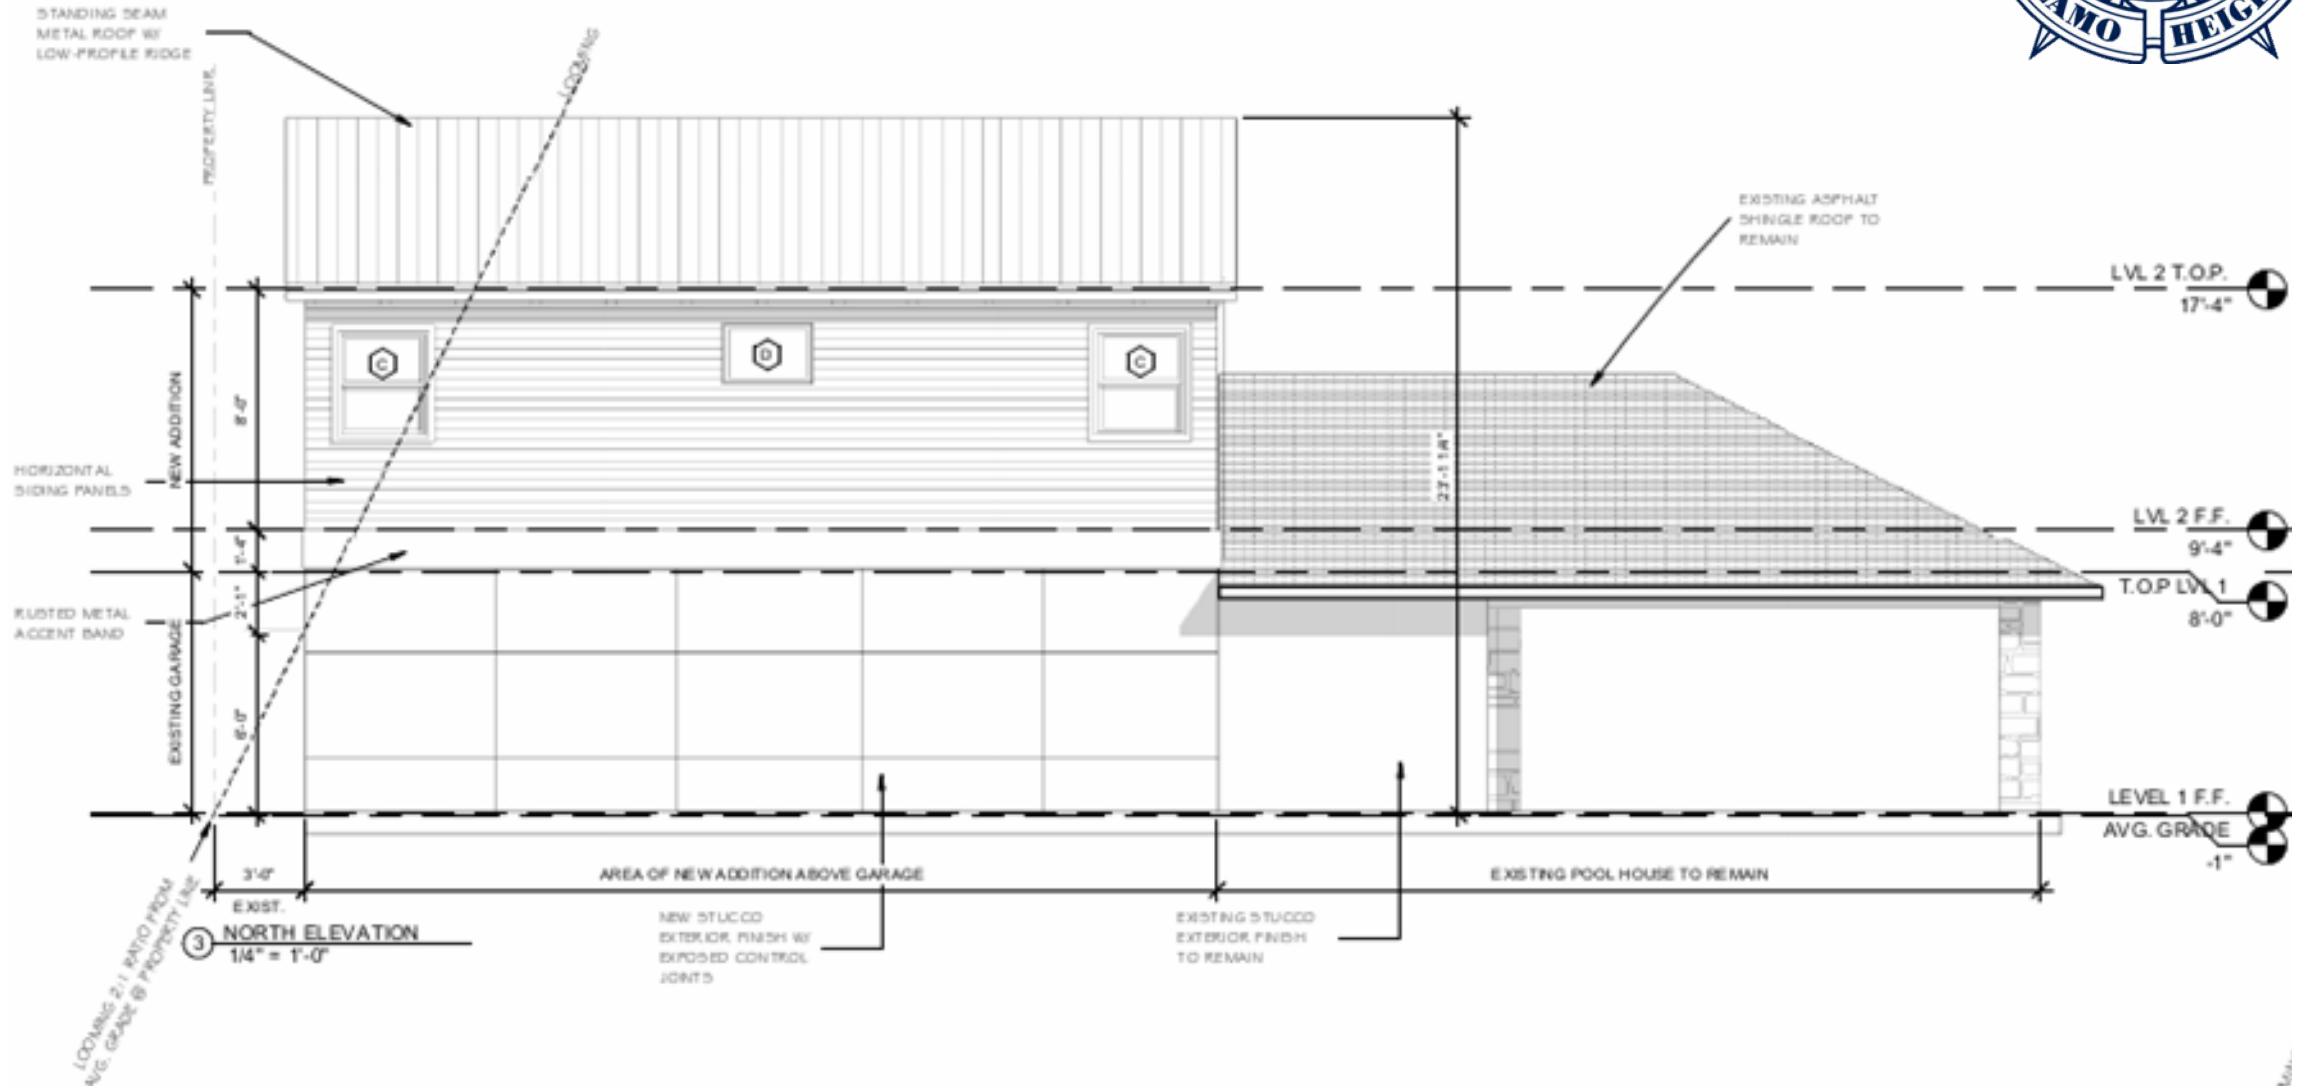 STANDING SEAM
METAL ROOF W/
LOW-PROFILE RIDGE
PROPERTY LINE
LOOMING
AMO HEIGH
EXISTING ASPHALT
SHINGLE ROOF TO
REMAIN
LVL 2 T.O.P.
17'-4"
C
D
C
NEW ADDITION
8'-0"
HORIZONTAL
SIDING PANELS
LVL 2 F.F.
9'-4"
1'-4"
T.O.P LVL 1
8'-0"
2'-1"
RUSTED METAL
ACCENT BAND
EXISTING GARAGE
6'-0"
LEVEL 1 F.F.
AVG. GRADE
-1"
3'-0"
EXIST.
AREA OF NEW ADDITION ABOVE GARAGE
EXISTING POOL HOUSE TO REMAIN
3 NORTH ELEVATION
1/4" = 1'-0"
NEW STUCCO
EXTERIOR FINISH W/
EXPOSED CONTROL
JOINTS
EXISTING STUCCO
EXTERIOR FINISH
TO REMAIN
LOOMING 2:1 RATIO FROM
AVG. GRADE @ PROPERTY LINE